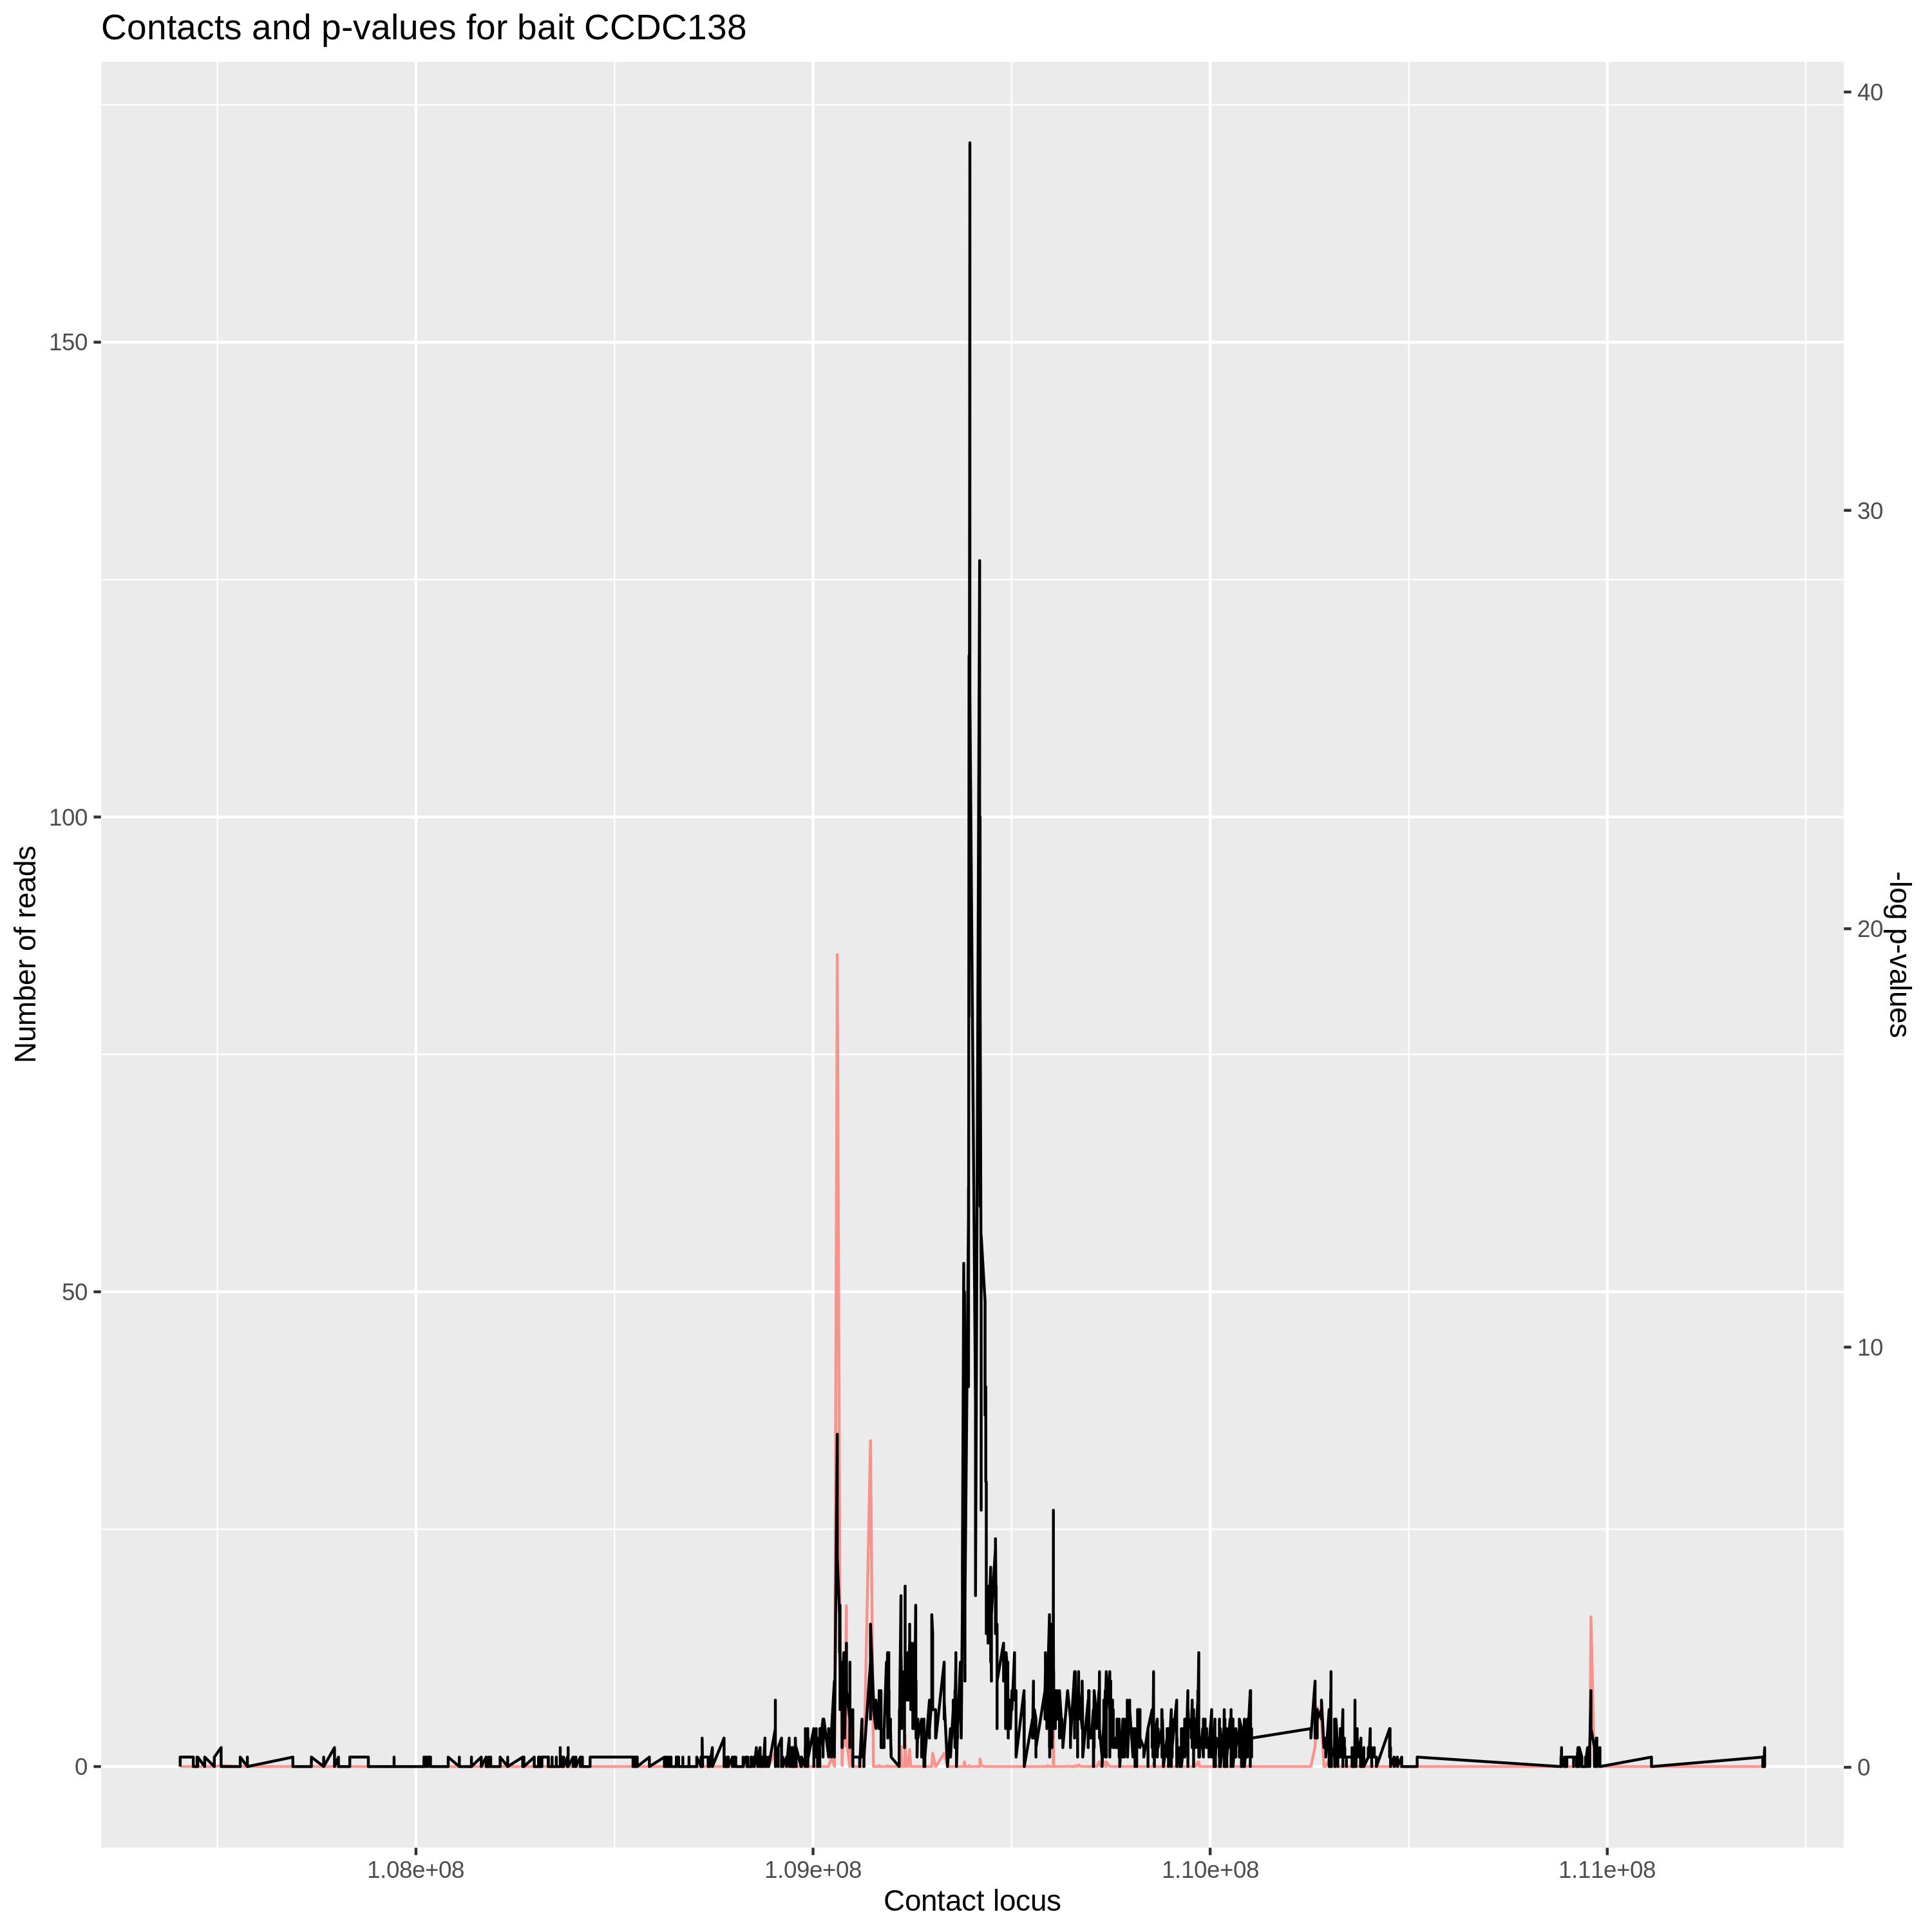 Contacts and p-values for bait CCDC138
40
150
30
100
20
50
10
0
0
Number of reads
-log p-values
1.08e+08
1.09e+08
1.10e+08
1.11e+08
Contact locus